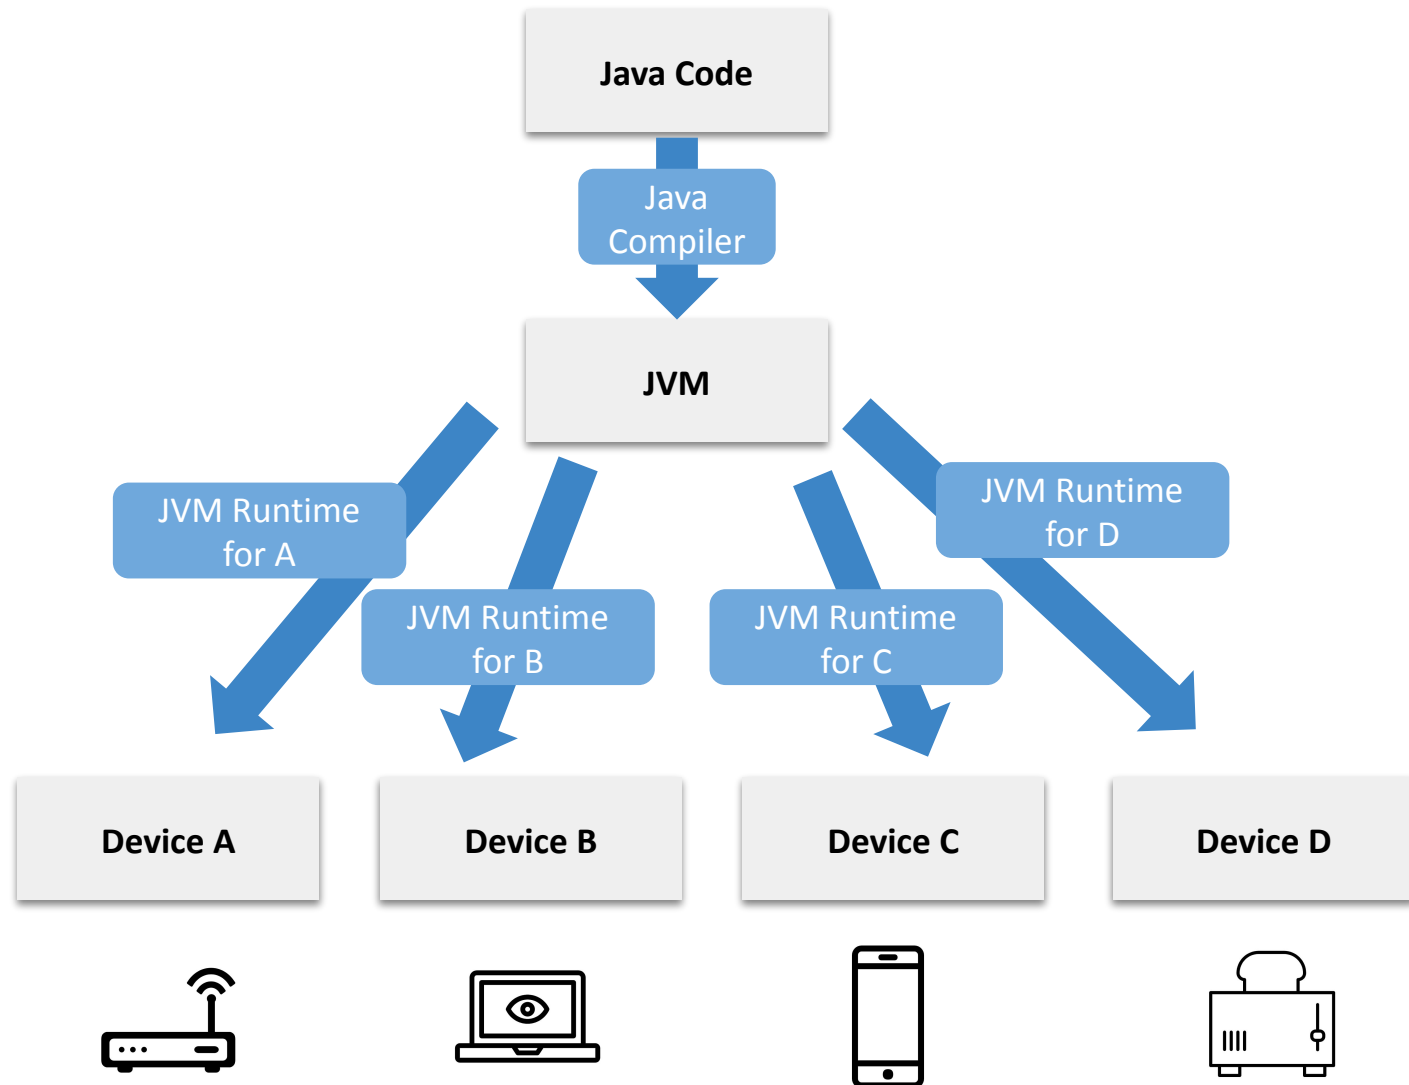 Java Code
Java
Compiler
JVM
JVM Runtime
for A
JVM Runtime
for B
JVM Runtime
for C
JVM Runtime
for D
Device A
Device B
Device C
Device D